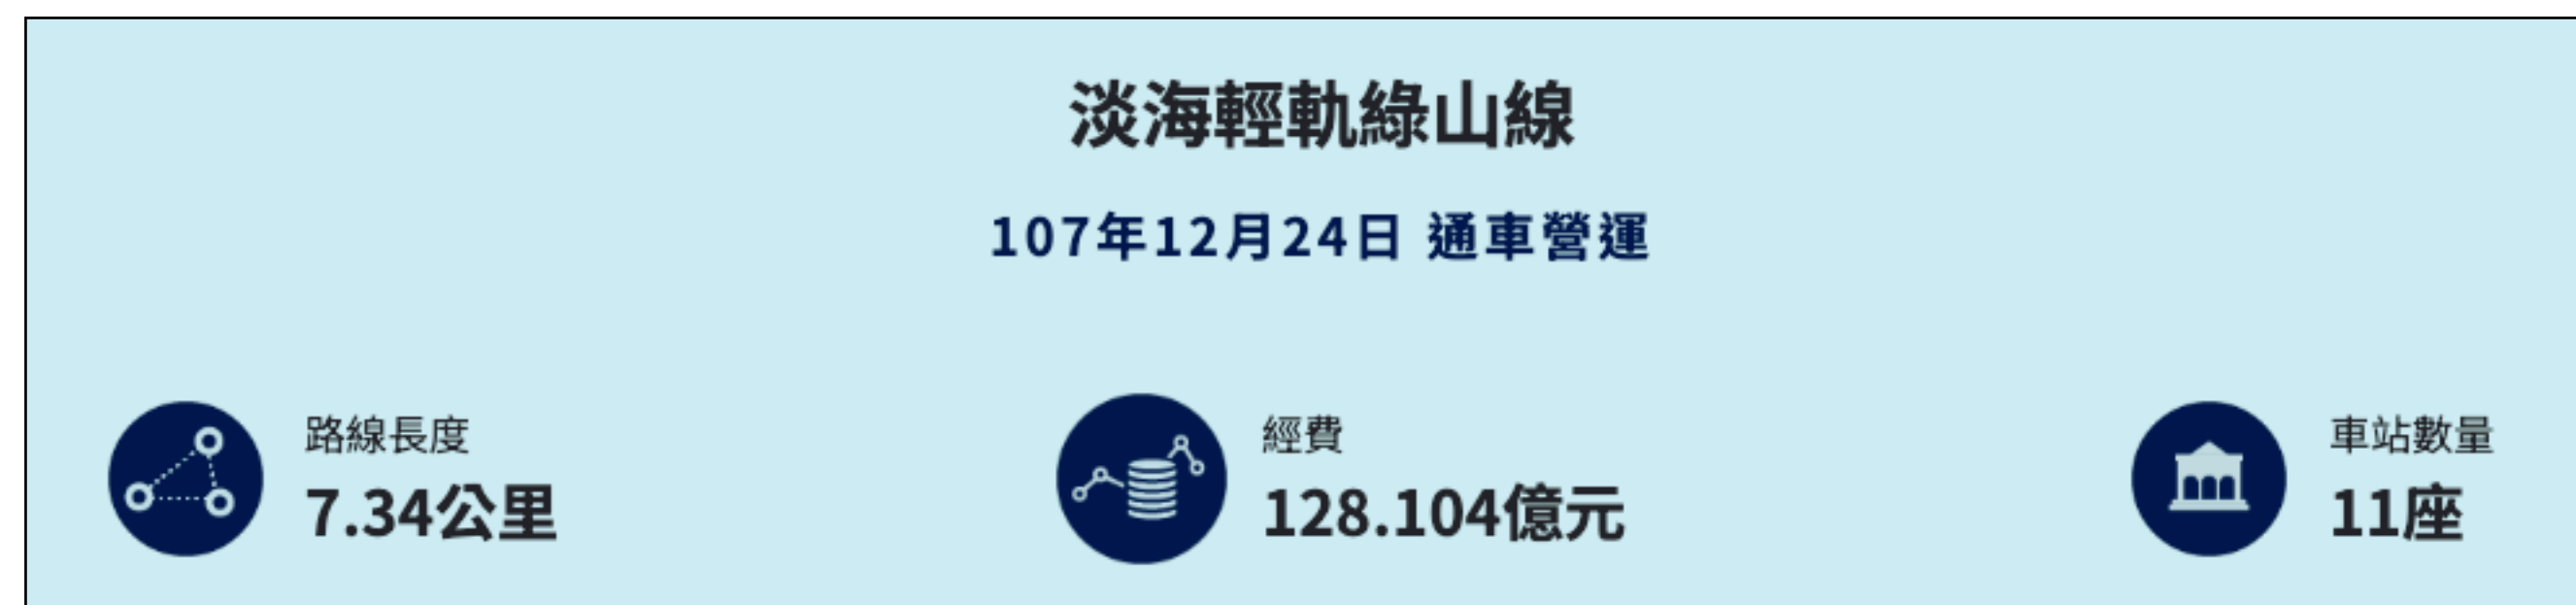 淡海輕軌綠山線
107年12月24日 通車營運
路線長度
7.34公里
經費
128.104億元
車站數量
11座